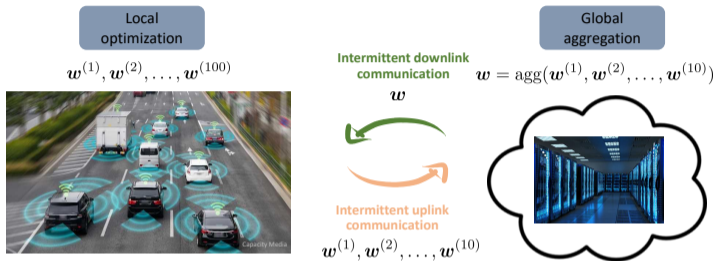 Local
optimization
w^(1), w^(2), ..., w^(100)
Capacity Media
Intermittent downlink
communication
w
Intermittent uplink
communication
w^(1), w^(2), ..., w^(10)
Global
aggregation
w = agg(w^(1), w^(2), ..., w^(10))